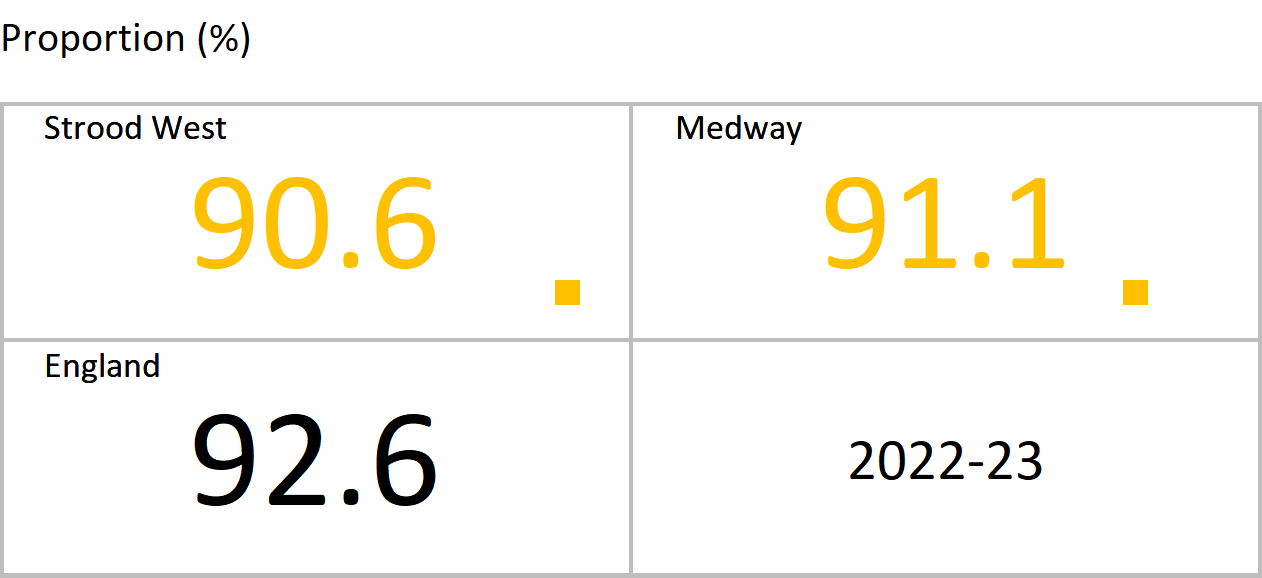 Proportion (%)
Strood West
90.6
Medway
91.1
England
92.6
2022-23